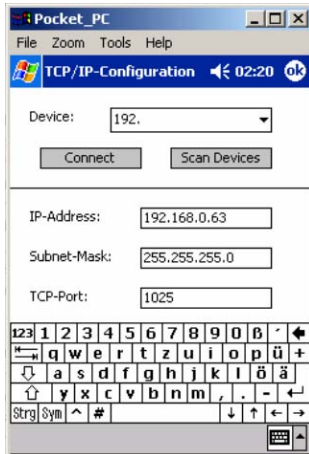 Pocket_PC
File Zoom Tools Help
TCP/IP-Configuration 02:20 ok
Device: 192.
Connect Scan Devices
IP-Address: 192.168.0.63
Subnet-Mask: 255.255.255.0
TCP-Port: 1025
123 1 2 3 4 5 6 7 8 9 0 ß ´
q w e r t z u i o p ü +
a s d f g h j k l ö ä
y x c v b n m , . -
Strg Sym ^ #